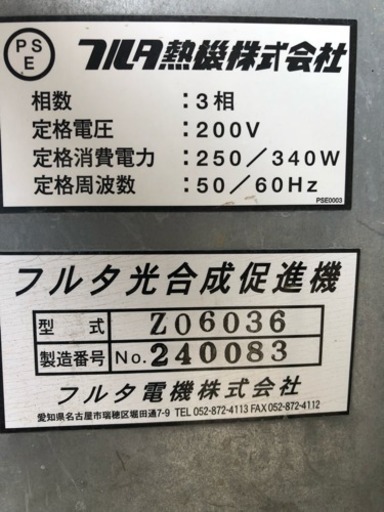 PS
E
フルタ熱機株式会社
相数 :3相
定格電圧 :200V
定格消費電力 :250/340W
定格周波数 :50/60Hz
PSE0003
フルタ光合成促進機
型式 Z06036
製造番号 No.240083
フルタ電機株式会社
愛知県名古屋市瑞穂区堀田通7-9 TEL 052-872-4113 FAX 052-872-4112